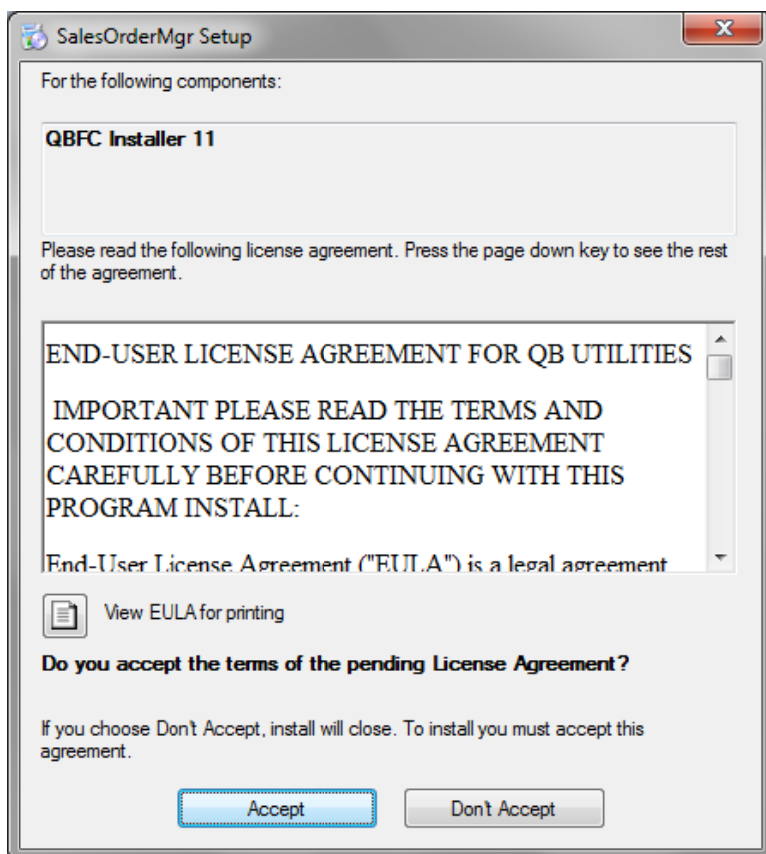 SalesOrderMgr Setup
For the following components:
QBFC Installer 11
Please read the following license agreement. Press the page down key to see the rest
of the agreement.
END-USER LICENSE AGREEMENT FOR QB UTILITIES
IMPORTANT PLEASE READ THE TERMS AND
CONDITIONS OF THIS LICENSE AGREEMENT
CAREFULLY BEFORE CONTINUING WITH THIS
PROGRAM INSTALL:
End-User License Agreement ("EULA") is a legal agreement
View EULA for printing
Do you accept the terms of the pending License Agreement?
If you choose Don't Accept, install will close. To install you must accept this
agreement.
Accept
Don't Accept